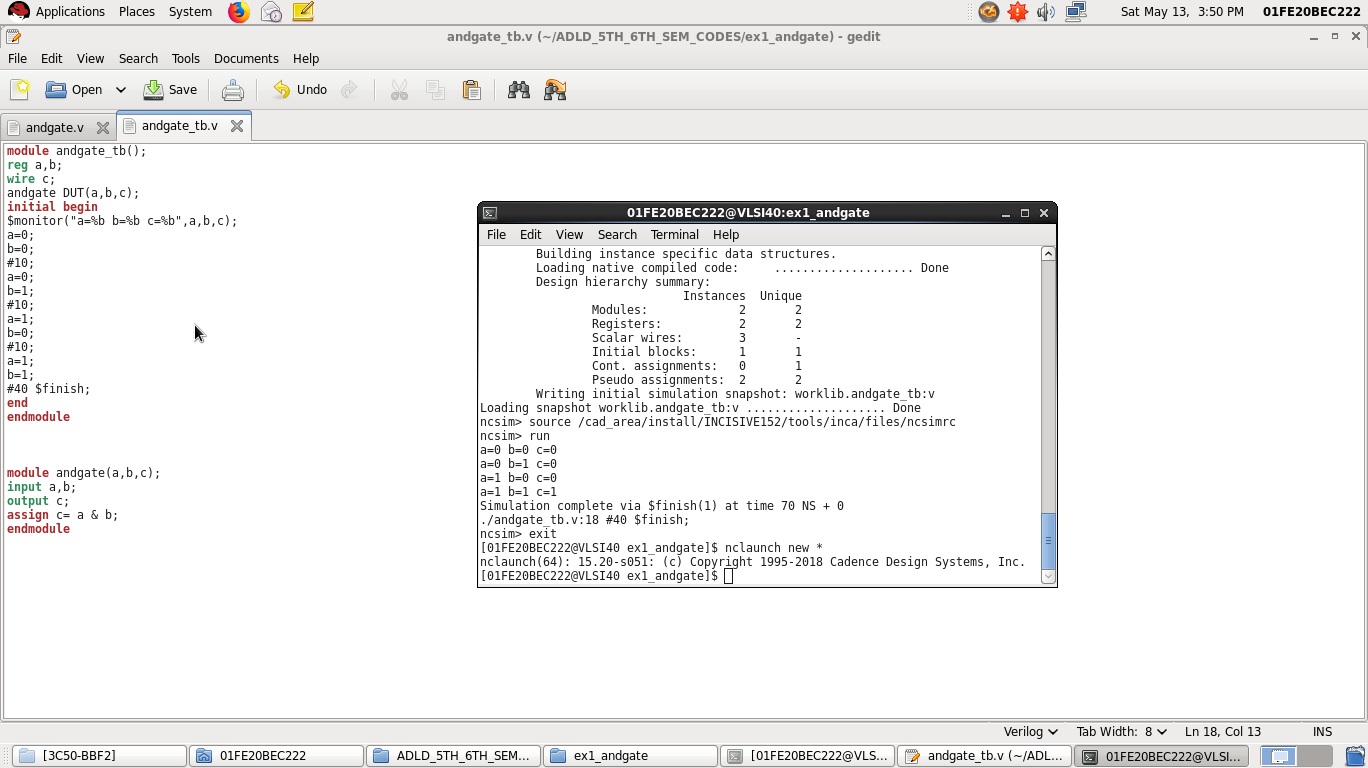 Applications Places System Sat May 13, 3:50 PM 01FE20BEC222
andgate_tb.v (~/ADLD_5TH_6TH_SEM_CODES/ex1_andgate) - gedit
File Edit View Search Tools Documents Help
Open Save Undo
andgate.v andgate_tb.v
module andgate_tb();
reg a,b;
wire c;
andgate DUT(a,b,c);
initial begin
$monitor("a=%b b=%b c=%b",a,b,c);
a=0;
b=0;
#10;
a=0;
b=1;
#10;
a=1;
b=0;
#10;
a=1;
b=1;
#40 $finish;
end
endmodule
module andgate(a,b,c);
input a,b;
output c;
assign c= a & b;
endmodule
01FE20BEC222@VLSI40:ex1_andgate
File Edit View Search Terminal Help
Building instance specific data structures.
Loading native compiled code: .................... Done
Design hierarchy summary:
Instances Unique
Modules: 2 2
Registers: 2 2
Scalar wires: 3 -
Initial blocks: 1 1
Cont. assignments: 0 1
Pseudo assignments: 2 2
Writing initial simulation snapshot: worklib.andgate_tb:v
Loading snapshot worklib.andgate_tb:v .................... Done
ncsim> source /cad_area/install/INCISIVE152/tools/inca/files/ncsimrc
ncsim> run
a=0 b=0 c=0
a=0 b=1 c=0
a=1 b=0 c=0
a=1 b=1 c=1
Simulation complete via $finish(1) at time 70 NS + 0
./andgate_tb.v:18 #40 $finish;
ncsim> exit
[01FE20BEC222@VLSI40 ex1_andgate]$ nclaunch new *
nclaunch(64): 15.20-s051: (c) Copyright 1995-2018 Cadence Design Systems, Inc.
[01FE20BEC222@VLSI40 ex1_andgate]$
Verilog Tab Width: 8 Ln 18, Col 13 INS
[3C50-BBF2] 01FE20BEC222 ADLD_5TH_6TH_SEM... ex1_andgate [01FE20BEC222@VLS... andgate_tb.v (~/ADL... 01FE20BEC222@VLSI...